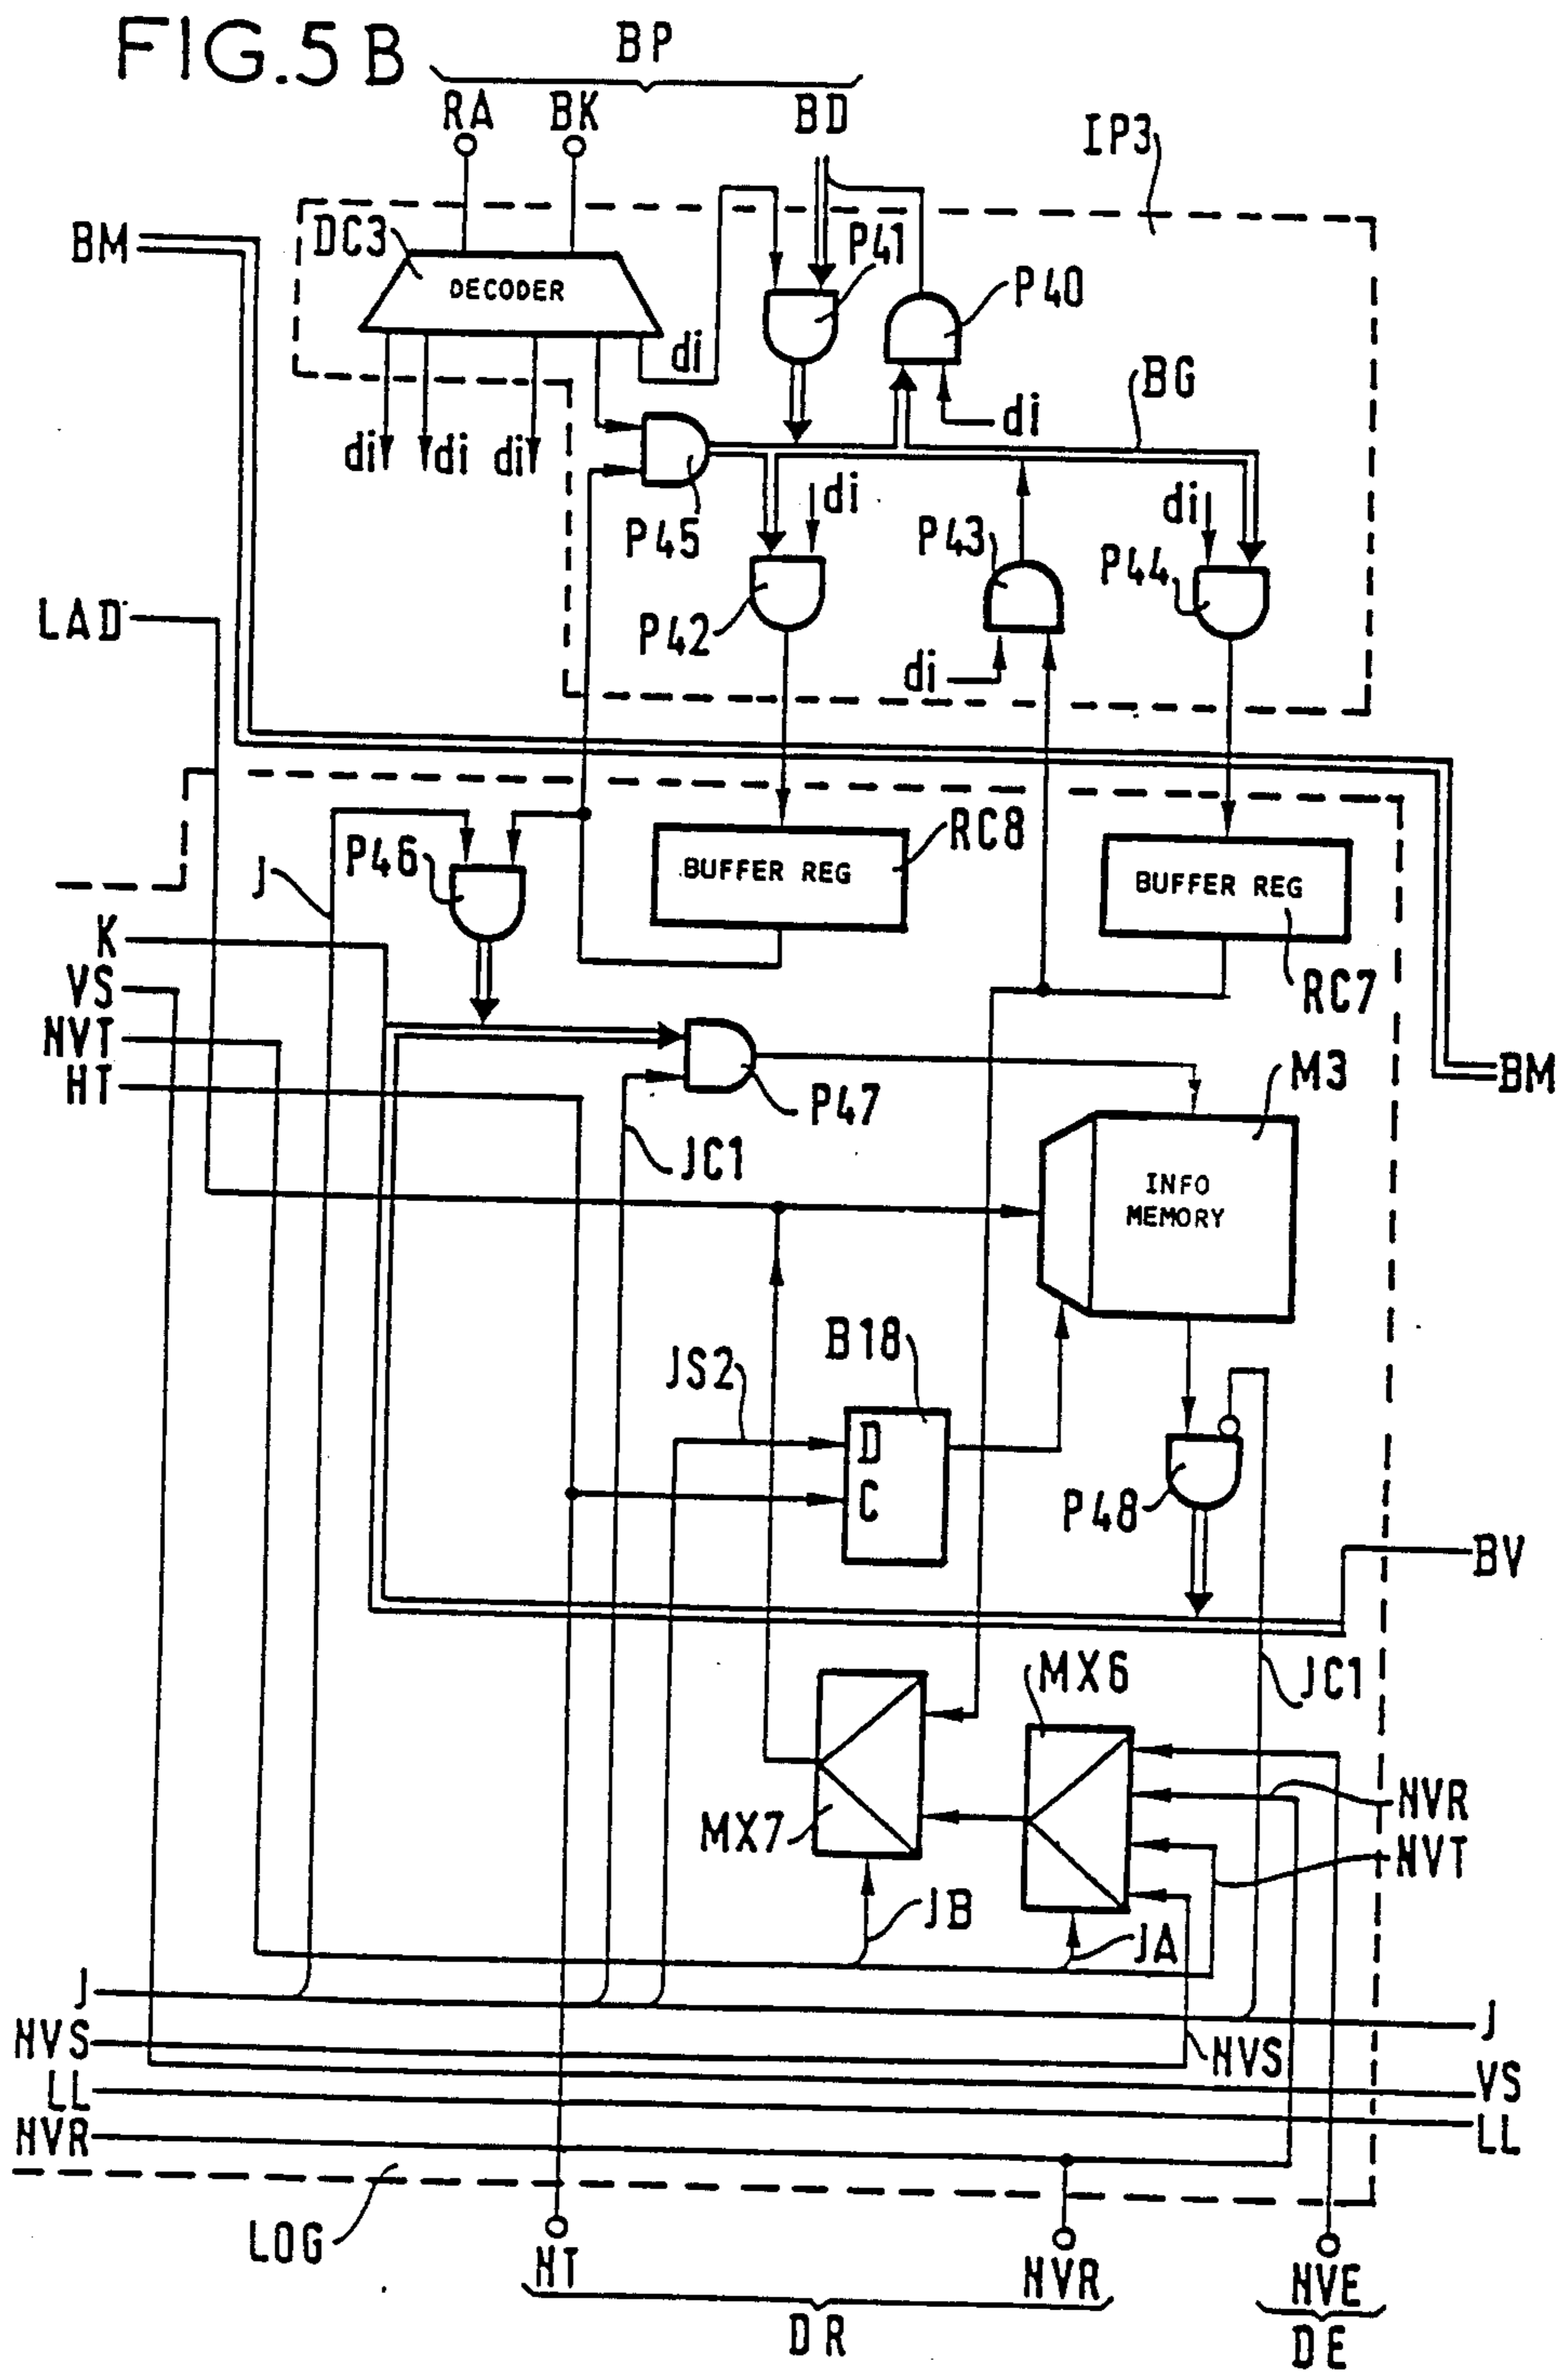 FIG.5B
BP
RA BK BD
IP3
BM
DC3
DECODER
P41
P40
di
BG
di
di di di
P45
di
di
P43
P44
LAD
P42
di
RC8
P46
BUFFER REG
BUFFER REG
J
K
VS
RC7
NVT
HT
BM
M3
P47
JC1
INFO
MEMORY
B18
JS2
D
C
P48
BV
MX6
JC1
NVR
MX7
NVT
JB
JA
J
J
NVS
NVS
VS
LL
LL
NVR
LOG
HT
NVR
NVE
DR
DE